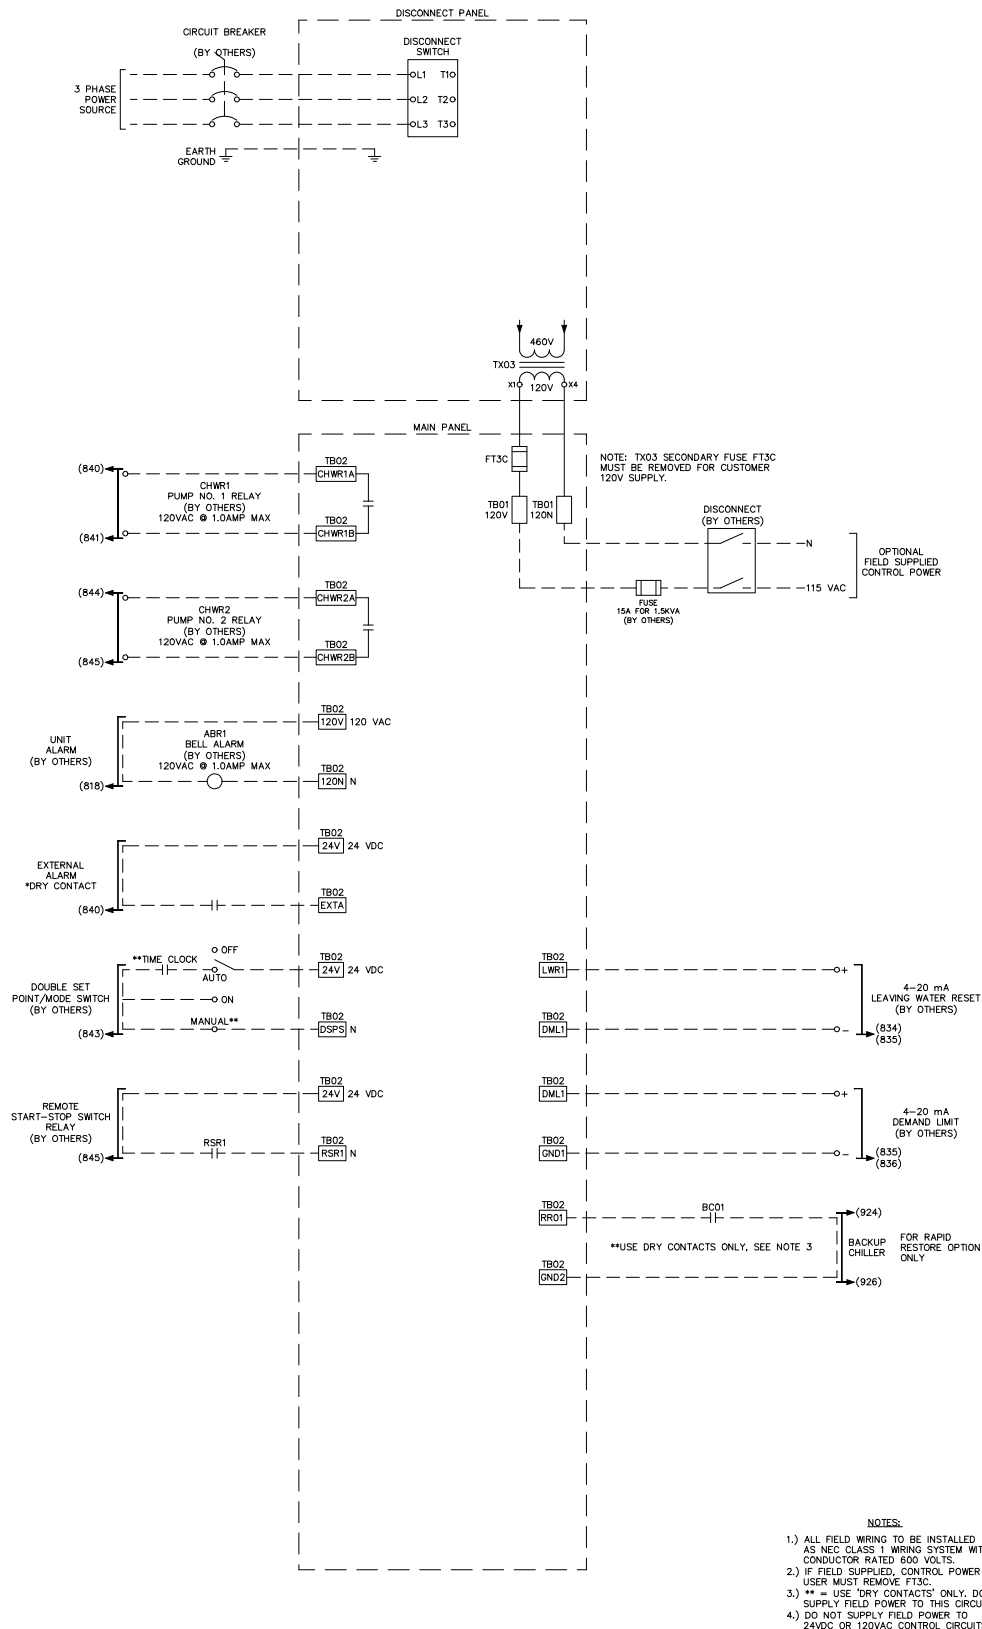 DISCONNECT PANEL
CIRCUIT BREAKER
(BY OTHERS)
DISCONNECT
SWITCH
3 PHASE
POWER
SOURCE
L1 T1
L2 T2
L3 T3
EARTH
GROUND
460V
TX03
X1 120V X4
MAIN PANEL
FT3C
NOTE: TX03 SECONDARY FUSE FT3C
MUST BE REMOVED FOR CUSTOMER
120V SUPPLY.
TB01
120V
TB01
120N
DISCONNECT
(BY OTHERS)
N
115 VAC
OPTIONAL
FIELD SUPPLIED
CONTROL POWER
FUSE
15A FOR 1.5KVA
(BY OTHERS)
(840)
TB02
CHWR1A
CHWR1
PUMP NO. 1 RELAY
(BY OTHERS)
120VAC @ 1.0AMP MAX
TB02
CHWR1B
(841)
(844)
TB02
CHWR2A
CHWR2
PUMP NO. 2 RELAY
(BY OTHERS)
120VAC @ 1.0AMP MAX
TB02
CHWR2B
(845)
TB02
120V 120 VAC
UNIT
ALARM
(BY OTHERS)
ABR1
BELL ALARM
(BY OTHERS)
120VAC @ 1.0AMP MAX
TB02
120N N
(818)
TB02
24V 24 VDC
EXTERNAL
ALARM
*DRY CONTACT
TB02
EXTA
(840)
OFF
**TIME CLOCK
AUTO
TB02
24V 24 VDC
DOUBLE SET
POINT/MODE SWITCH
(BY OTHERS)
ON
MANUAL**
TB02
DSPS N
(843)
TB02
24V 24 VDC
REMOTE
START-STOP SWITCH
RELAY
(BY OTHERS)
RSR1
TB02
RSR1 N
(845)
TB02
LWR1
+
4-20 mA
LEAVING WATER RESET
(BY OTHERS)
TB02
DML1
-
(834)
(835)
TB02
DML1
+
4-20 mA
DEMAND LIMIT
(BY OTHERS)
TB02
GND1
-
(835)
(836)
TB02
RR01
BC01
(924)
**USE DRY CONTACTS ONLY, SEE NOTE 3
BACKUP
CHILLER
FOR RAPID
RESTORE OPTION
ONLY
TB02
GND2
(926)
NOTES:
1.) ALL FIELD WIRING TO BE INSTALLED
AS NEC CLASS 1 WIRING SYSTEM WIT
CONDUCTOR RATED 600 VOLTS.
2.) IF FIELD SUPPLIED, CONTROL POWER
USER MUST REMOVE FT3C.
3.) ** = USE 'DRY CONTACTS' ONLY. DO
SUPPLY FIELD POWER TO THIS CIRCU
4.) DO NOT SUPPLY FIELD POWER TO
24VDC OR 120VAC CONTROL CIRCUITS